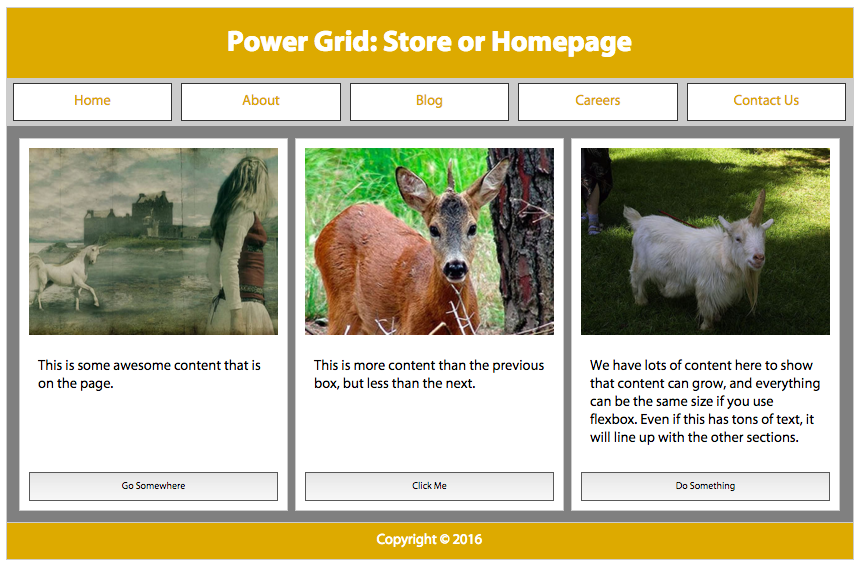 Power Grid: Store or Homepage
Home
About
Blog
Careers
Contact Us
This is some awesome content that is
on the page.
This is more content than the previous
box, but less than the next.
We have lots of content here to show
that content can grow, and everything
can be the same size if you use
flexbox. Even if this has tons of text, it
will line up with the other sections.
Go Somewhere
Click Me
Do Something
Copyright © 2016